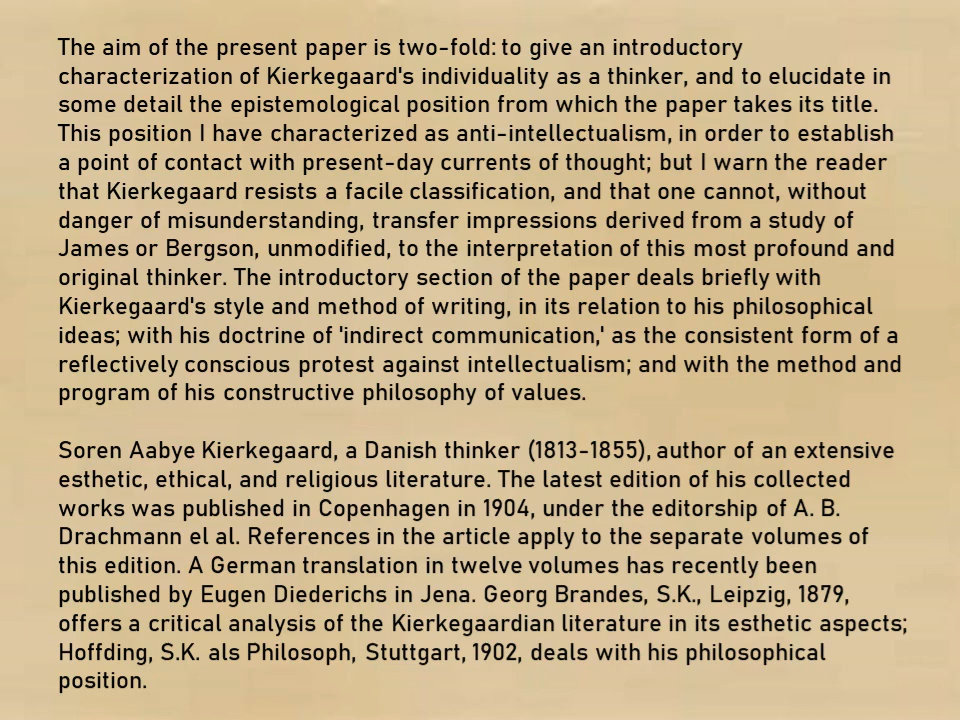 The aim of the present paper is two-fold: to give an introductory
characterization of Kierkegaard's individuality as a thinker, and to elucidate in
some detail the epistemological position from which the paper takes its title.
This position I have characterized as anti-intellectualism, in order to establish
a point of contact with present-day currents of thought; but I warn the reader
that Kierkegaard resists a facile classification, and that one cannot, without
danger of misunderstanding, transfer impressions derived from a study of
James or Bergson, unmodified, to the interpretation of this most profound and
original thinker. The introductory section of the paper deals briefly with
Kierkegaard's style and method of writing, in its relation to his philosophical
ideas; with his doctrine of 'indirect communication,' as the consistent form of a
reflectively conscious protest against intellectualism; and with the method and
program of his constructive philosophy of values.

Soren Aabye Kierkegaard, a Danish thinker (1813-1855), author of an extensive
esthetic, ethical, and religious literature. The latest edition of his collected
works was published in Copenhagen in 1904, under the editorship of A. B.
Drachmann el al. References in the article apply to the separate volumes of
this edition. A German translation in twelve volumes has recently been
published by Eugen Diederichs in Jena. Georg Brandes, S.K., Leipzig, 1879,
offers a critical analysis of the Kierkegaardian literature in its esthetic aspects;
Hoffding, S.K. als Philosoph, Stuttgart, 1902, deals with his philosophical
position.